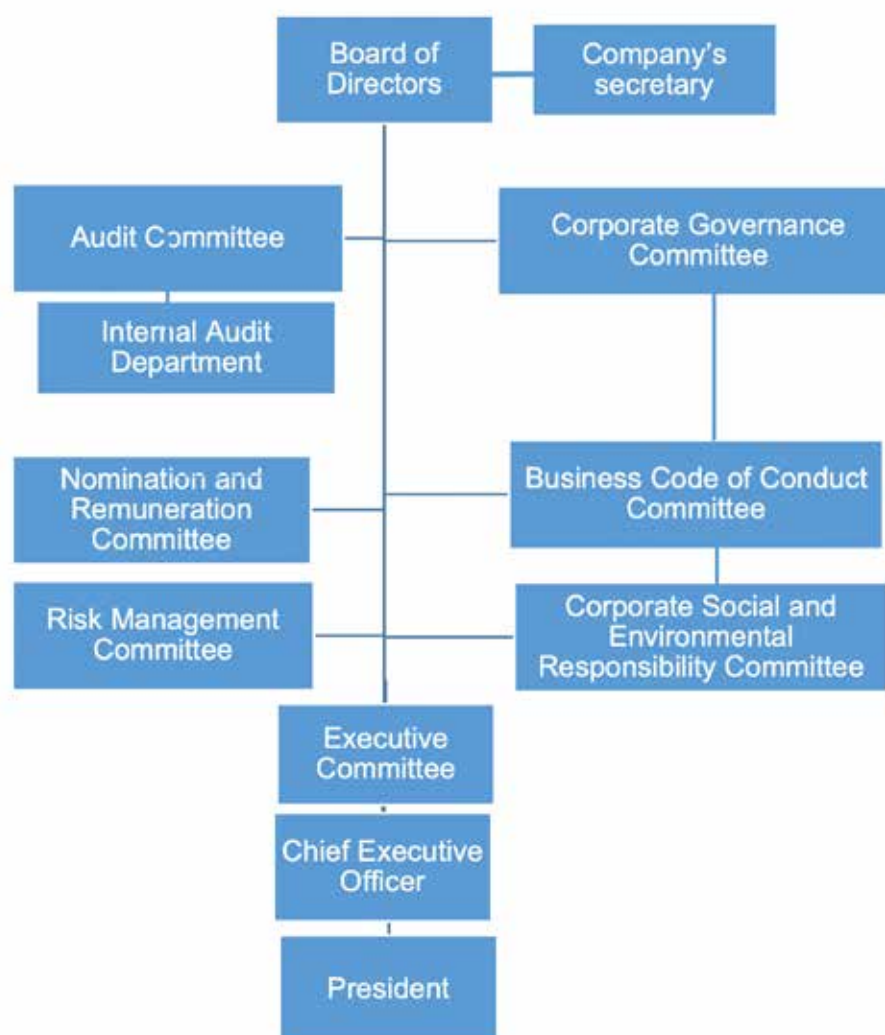 Board of
Directors
Company's
secretary
Audit Committee
Corporate Governance
Committee
Internal Audit
Department
Nomination and
Remuneration
Committee
Business Code of Conduct
Committee
Risk Management
Committee
Corporate Social and
Environmental
Responsibility Committee
Executive
Committee
Chief Executive
Officer
President